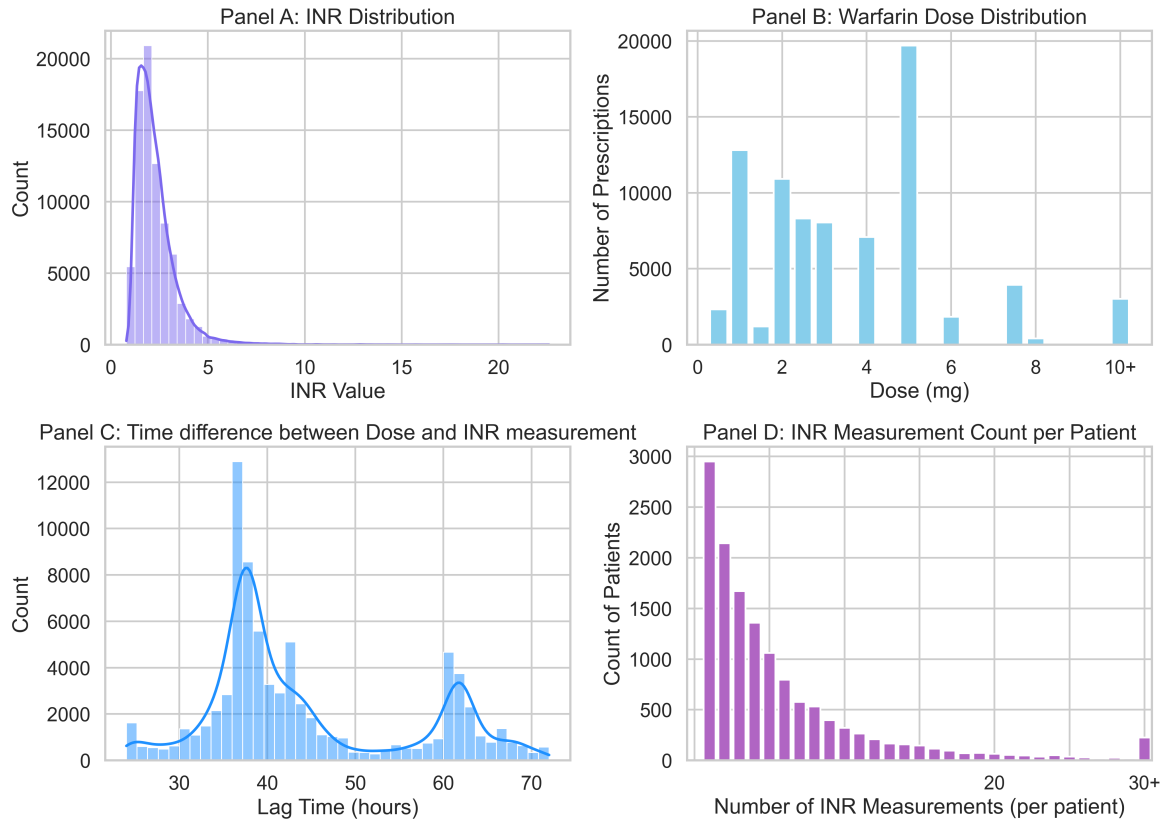 Panel A: INR Distribution
20000
15000
10000
5000
0
Count
0 5 10 15 20
INR Value
Panel B: Warfarin Dose Distribution
20000
15000
10000
5000
0
Number of Prescriptions
0 2 4 6 8 10+
Dose (mg)
Panel C: Time difference between Dose and INR measurement
12000
10000
8000
6000
4000
2000
0
Count
30 40 50 60 70
Lag Time (hours)
Panel D: INR Measurement Count per Patient
3000
2500
2000
1500
1000
500
0
Count of Patients
20 30+
Number of INR Measurements (per patient)